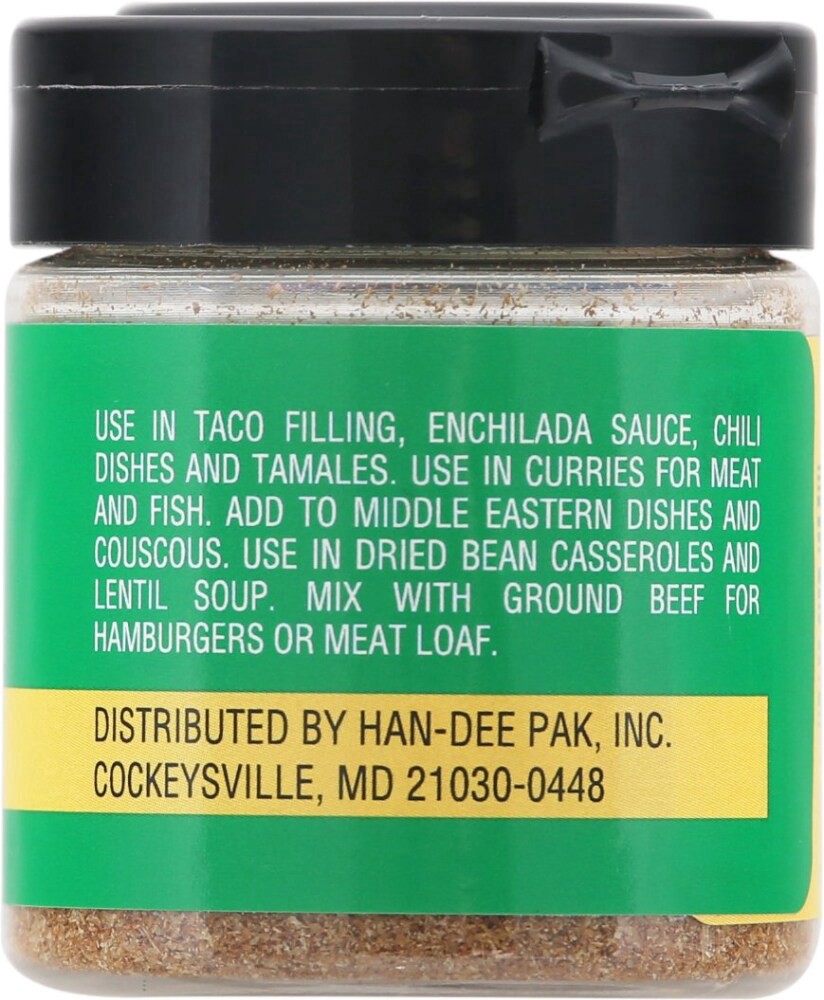 USE IN TACO FILLING, ENCHILADA SAUCE, CHILI
DISHES AND TAMALES. USE IN CURRIES FOR MEAT
AND FISH. ADD TO MIDDLE EASTERN DISHES AND
COUSCOUS. USE IN DRIED BEAN CASSEROLES AND
LENTIL SOUP. MIX WITH GROUND BEEF FOR
HAMBURGERS OR MEAT LOAF.
DISTRIBUTED BY HAN-DEE PAK, INC.
COCKEYSVILLE, MD 21030-0448